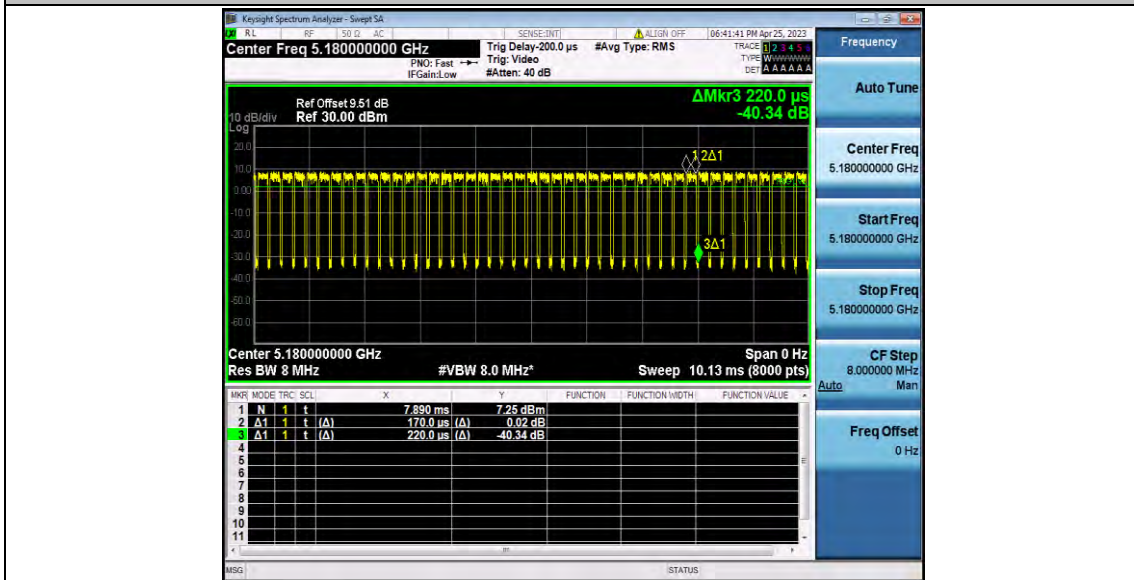 Keysight Spectrum Analyzer - Swept SA
RL RF 50 Ω AC SENSE:INT ALIGN OFF 06:41:41 PM Apr 25, 2023
Center Freq 5.180000000 GHz
PNO: Fast
IFGain:Low
Trig Delay-200.0 µs
Trig: Video
#Atten: 40 dB
#Avg Type: RMS
TRACE 1 2 3 4 5 6
TYPE WWWWWW
DET A A A A A A
ΔMkr3 220.0 µs
-40.34 dB
Ref Offset 9.51 dB
10 dB/div Ref 30.00 dBm
Log
20.0
10.0
0.00
-10.0
-20.0
-30.0
-40.0
-50.0
-60.0
1 2Δ1
3Δ1
Center 5.180000000 GHz Span 0 Hz
Res BW 8 MHz #VBW 8.0 MHz* Sweep 10.13 ms (8000 pts)
MKR MODE TRC SCL X Y FUNCTION FUNCTION WIDTH FUNCTION VALUE
1 N 1 t 7.890 ms 7.25 dBm
2 Δ1 1 t (Δ) 170.0 µs (Δ) 0.02 dB
3 Δ1 1 t (Δ) 220.0 µs (Δ) -40.34 dB
4
5
6
7
8
9
10
11
MSG STATUS
Frequency
Auto Tune
Center Freq
5.180000000 GHz
Start Freq
5.180000000 GHz
Stop Freq
5.180000000 GHz
CF Step
8.000000 MHz
Auto Man
Freq Offset
0 Hz